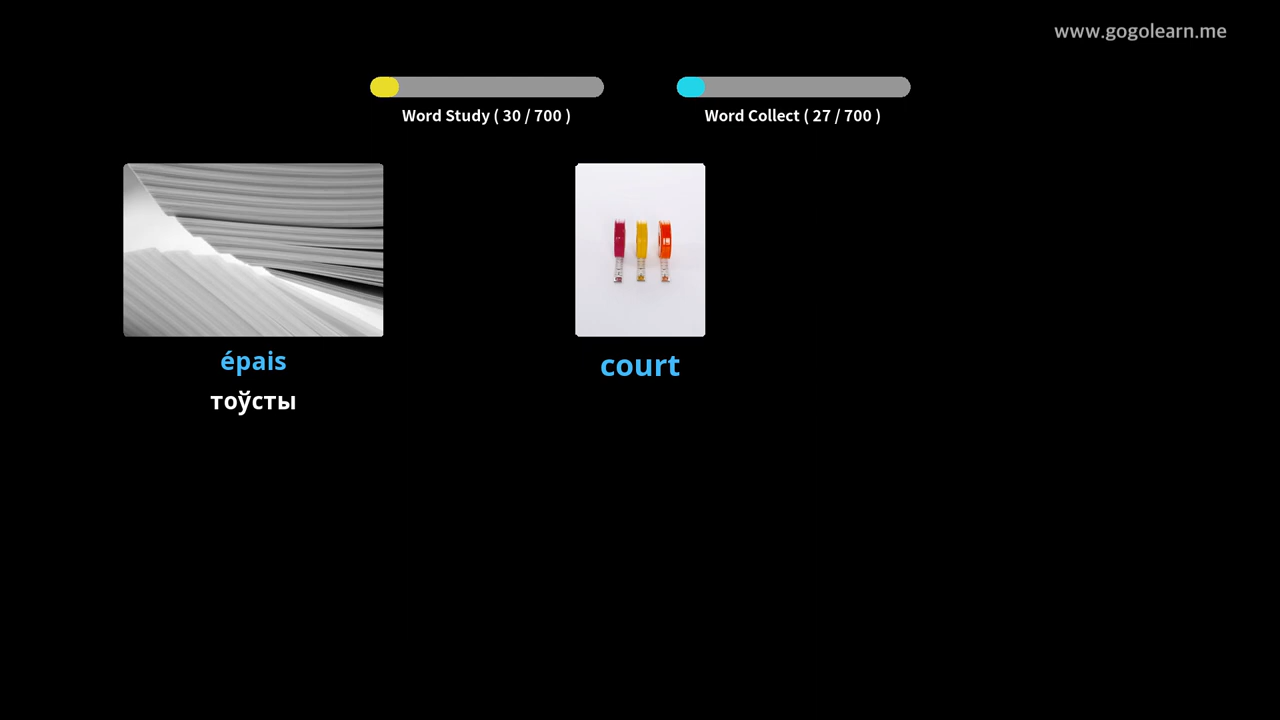 www.gogolearn.me
Word Study ( 30 / 700 )
Word Collect ( 27 / 700 )
épais
тоўсты
court